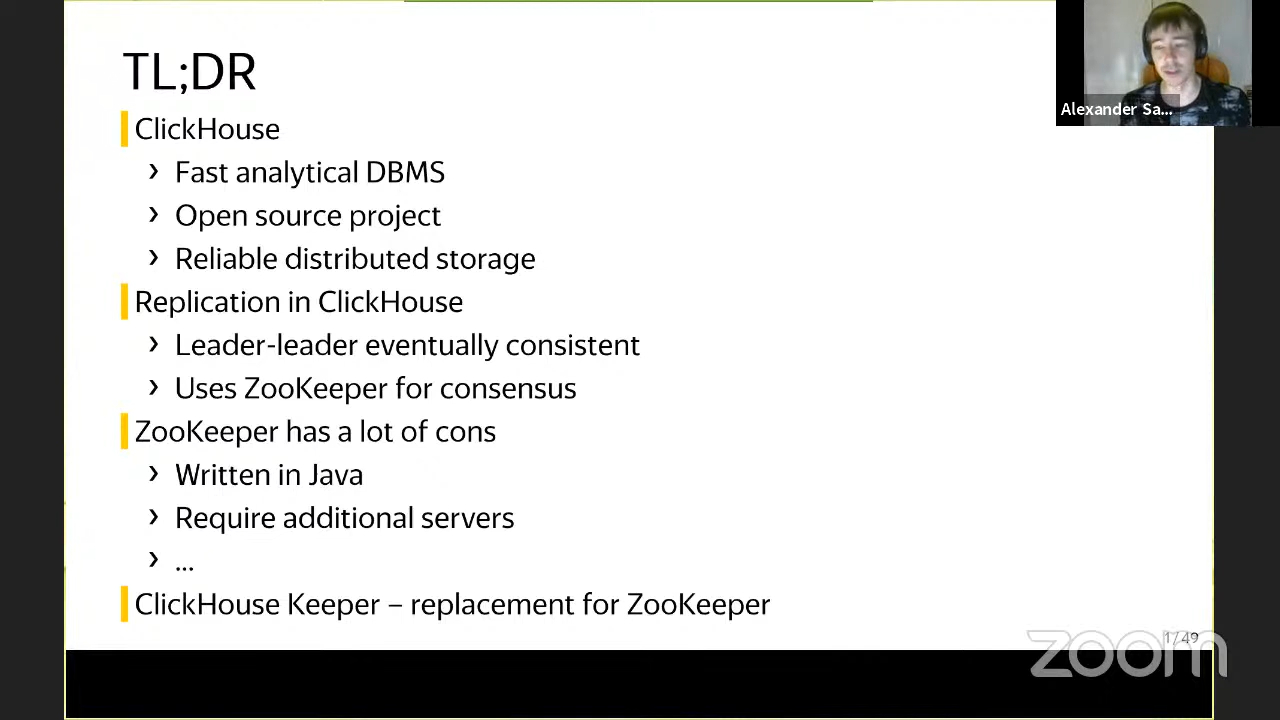 TL;DR
ClickHouse
› Fast analytical DBMS
› Open source project
› Reliable distributed storage
Replication in ClickHouse
› Leader-leader eventually consistent
› Uses ZooKeeper for consensus
ZooKeeper has a lot of cons
› Written in Java
› Require additional servers
› ...
ClickHouse Keeper – replacement for ZooKeeper
Alexander Sa...
1 / 49
zoom